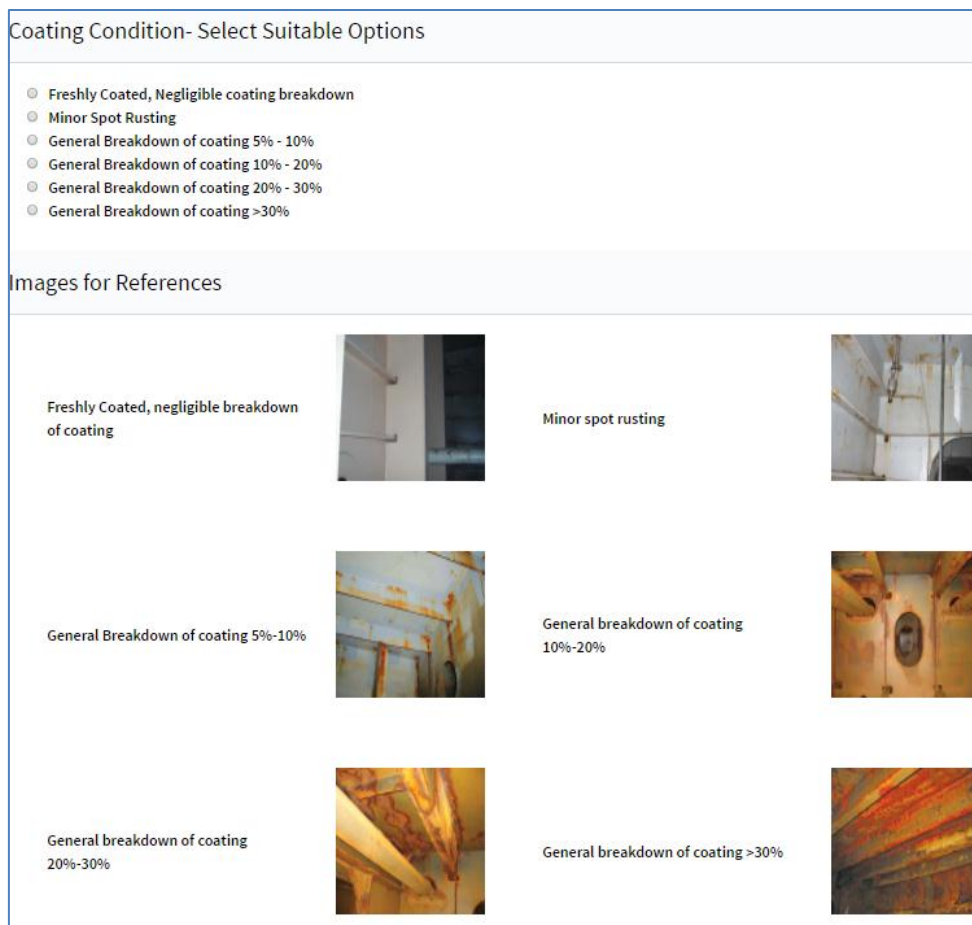 Coating Condition- Select Suitable Options
Freshly Coated, Negligible coating breakdown
Minor Spot Rusting
General Breakdown of coating 5% - 10%
General Breakdown of coating 10% - 20%
General Breakdown of coating 20% - 30%
General Breakdown of coating >30%
Images for References
Freshly Coated, negligible breakdown
of coating
Minor spot rusting
General Breakdown of coating 5%-10%
General breakdown of coating
10%-20%
General breakdown of coating
20%-30%
General breakdown of coating >30%